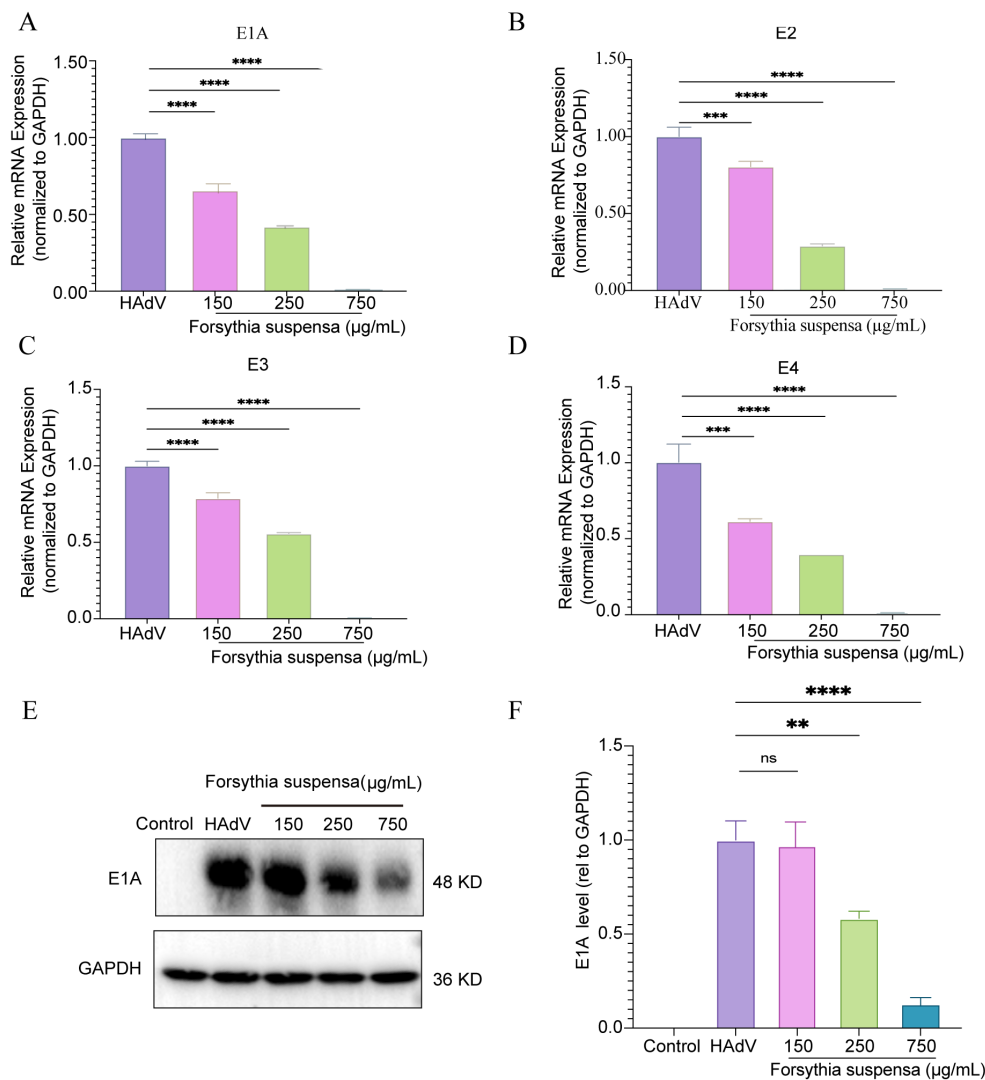 A
E1A
Relative mRNA Expression
(normalized to GAPDH)
1.50
1.00
0.50
0.00
****
****
****
HAdV
150
250
750
Forsythia suspensa (µg/mL)
B
E2
Relative mRNA Expression
(normalized to GAPDH)
1.50
1.00
0.50
0.00
****
****
***
HAdV
150
250
750
Forsythia suspensa (µg/mL)
C
E3
Relative mRNA Expression
(normalized to GAPDH)
1.5
1.0
0.5
0.0
****
****
****
HAdV
150
250
750
Forsythia suspensa (µg/mL)
D
E4
Relative mRNA Expression
(normalized to GAPDH)
1.5
1.0
0.5
0.0
****
****
***
HAdV
150
250
750
Forsythia suspensa (µg/mL)
E
Forsythia suspensa(µg/mL)
Control HAdV 150 250 750
E1A
48 KD
GAPDH
36 KD
F
E1A level (rel to GAPDH)
1.5
1.0
0.5
0.0
****
**
ns
Control
HAdV
150
250
750
Forsythia suspensa (µg/mL)